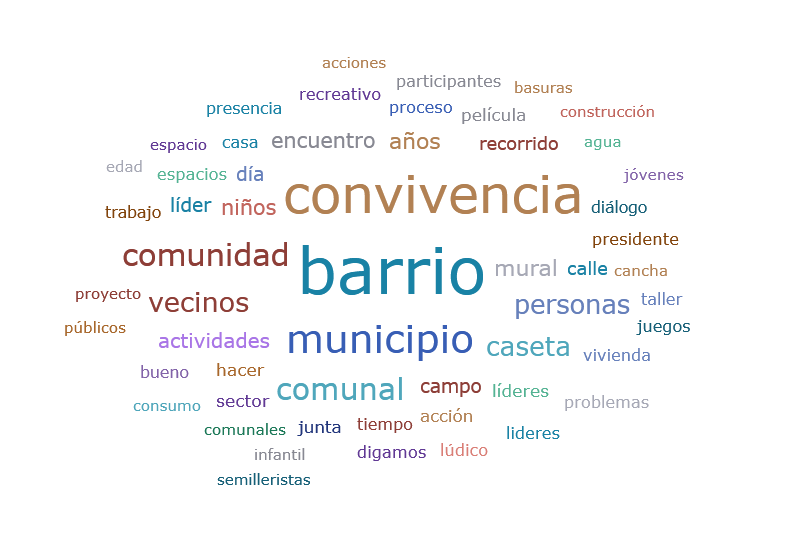 acciones
participantes
basuras
recreativo
presencia
proceso
película
construcción
espacio
casa
encuentro
años
recorrido
agua
edad
espacios
día
jóvenes
trabajo
líder
niños
convivencia
diálogo
comunidad
barrio
presidente
mural
calle
cancha
proyecto
vecinos
personas
taller
públicos
actividades
municipio
caseta
juegos
vivienda
bueno
hacer
comunal
campo
líderes
consumo
sector
problemas
comunales
junta
tiempo
acción
lideres
infantil
digamos
lúdico
semilleristas